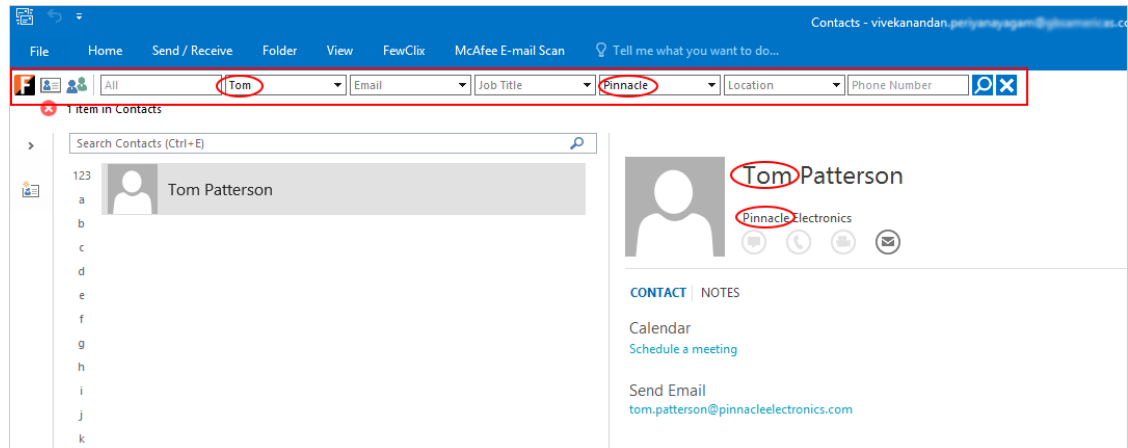 Contacts - vivekanandan.
File Home Send / Receive Folder View FewClix McAfee E-mail Scan Tell me what you want to do...
F All Tom Email Job Title Pinnacle Location Phone Number
1 item in Contacts
Search Contacts (Ctrl+E)
123
a
b
c
d
e
f
g
h
i
j
k
Tom Patterson
Tom Patterson
Pinnacle Electronics
CONTACT NOTES
Calendar
Schedule a meeting
Send Email
tom.patterson@pinnacleelectronics.com